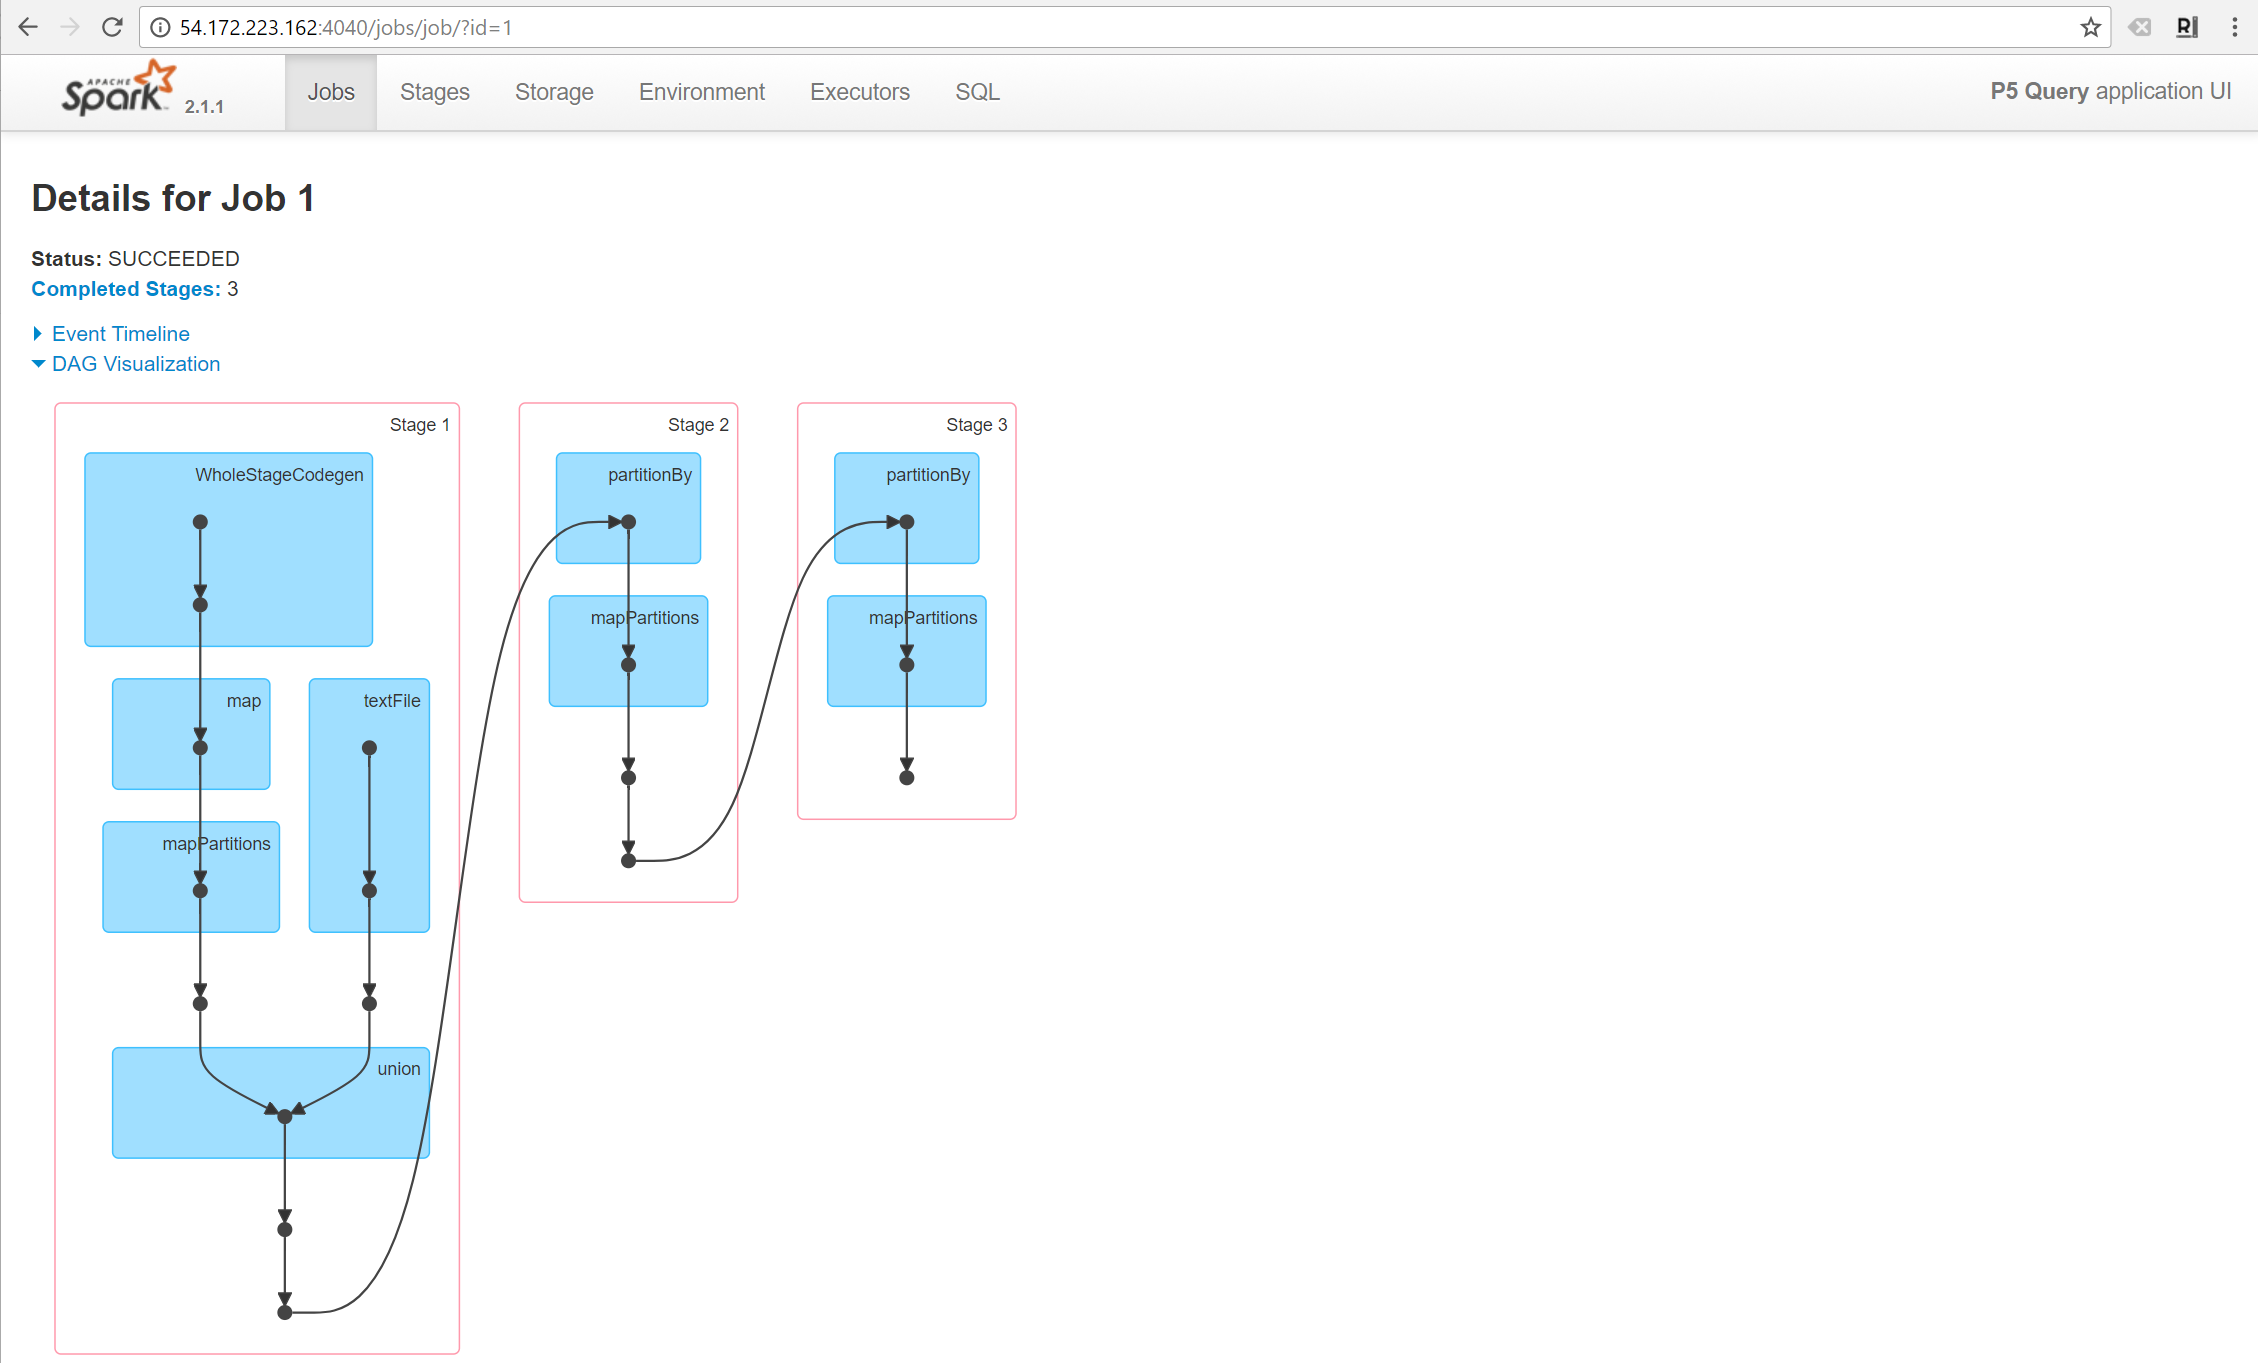 54.172.223.162:4040/jobs/job/?id=1
R
APACHE
Spark 2.1.1
Jobs Stages Storage Environment Executors SQL P5 Query application UI
Details for Job 1
Status: SUCCEEDED
Completed Stages: 3
Event Timeline
DAG Visualization
Stage 1
WholeStageCodegen
map
textFile
mapPartitions
union
Stage 2
partitionBy
mapPartitions
Stage 3
partitionBy
mapPartitions